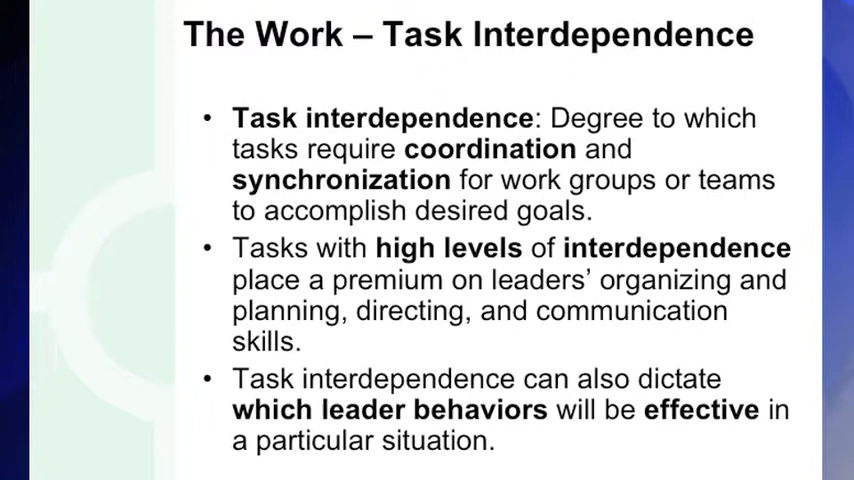 The Work – Task Interdependence
• Task interdependence: Degree to which
tasks require coordination and
synchronization for work groups or teams
to accomplish desired goals.
• Tasks with high levels of interdependence
place a premium on leaders’ organizing and
planning, directing, and communication
skills.
• Task interdependence can also dictate
which leader behaviors will be effective in
a particular situation.